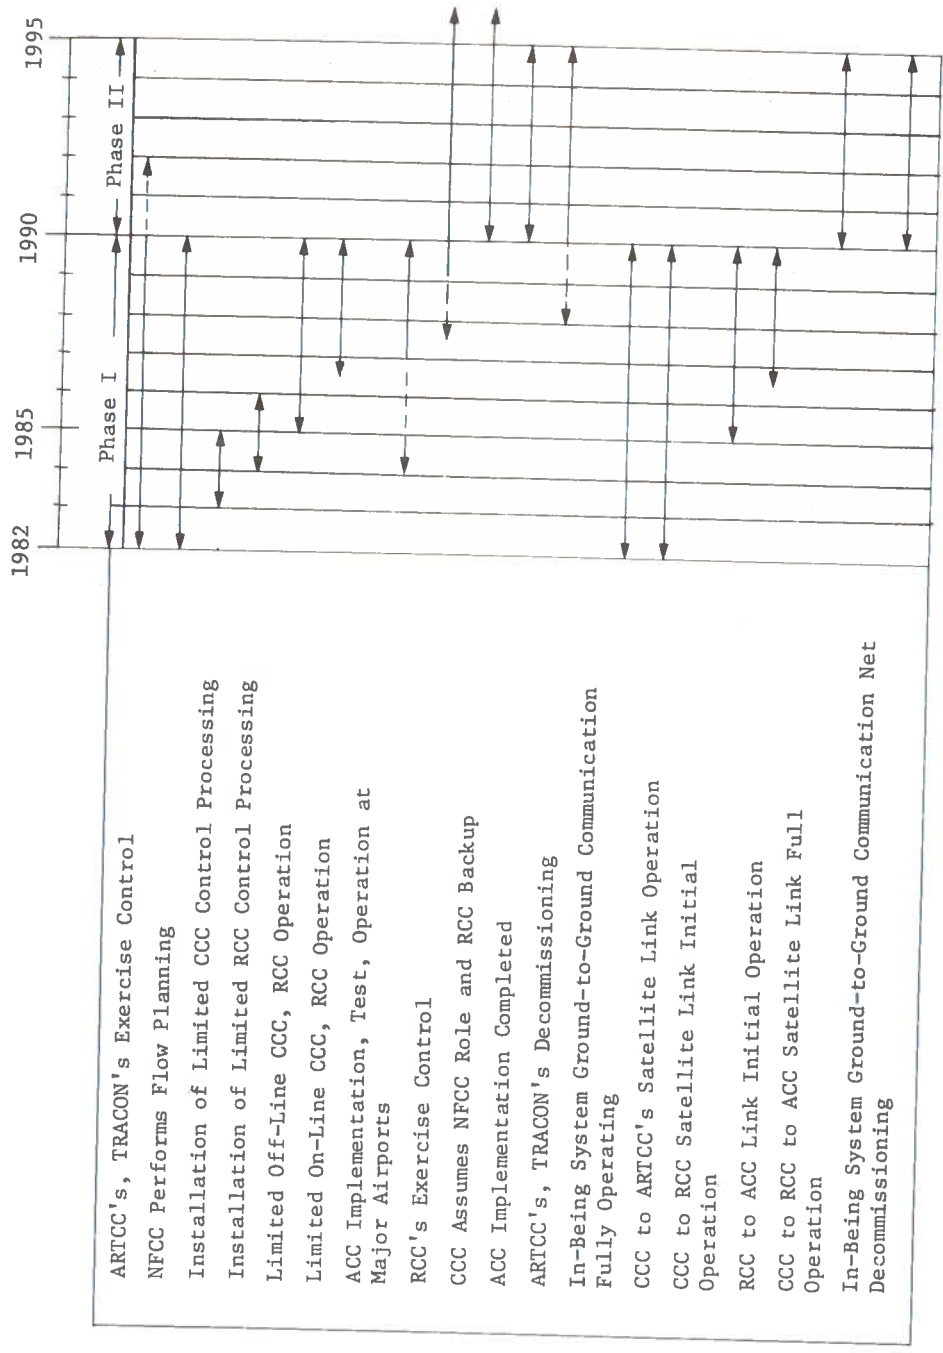 1982
1985
1990
1995
Phase I
Phase II
ARTCC's, TRACON's Exercise Control
NFCC Performs Flow Planning
Installation of Limited CCC Control Processing
Installation of Limited RCC Control Processing
Limited Off-Line CCC, RCC Operation
Limited On-Line CCC, RCC Operation
ACC Implementation, Test, Operation at
Major Airports
RCC's Exercise Control
CCC Assumes NFCC Role and RCC Backup
ACC Implementation Completed
ARTCC's, TRACON's Decommissioning
In-Being System Ground-to-Ground Communication
Fully Operating
CCC to ARTCC's Satellite Link Operation
CCC to RCC Satellite Link Initial
Operation
RCC to ACC Link Initial Operation
CCC to RCC to ACC Satellite Link Full
Operation
In-Being System Ground-to-Ground Communication Net
Decommissioning